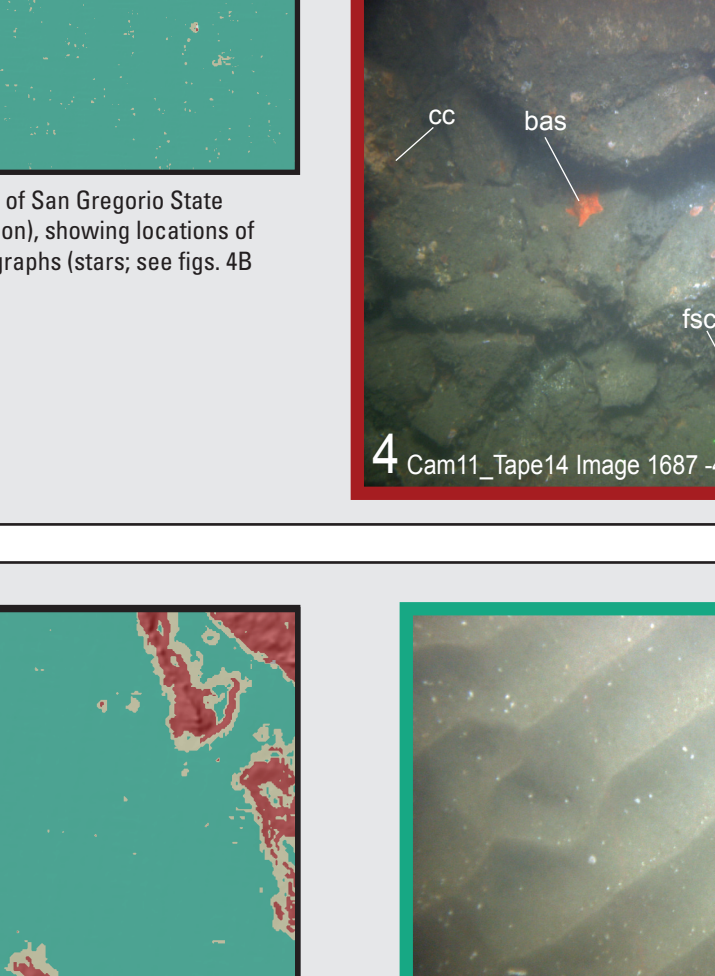 of San Gregorio State
on), showing locations of
graphs (stars; see figs. 4B
cc
bas
fsc
4 Cam11_Tape14 Image 1687 -4